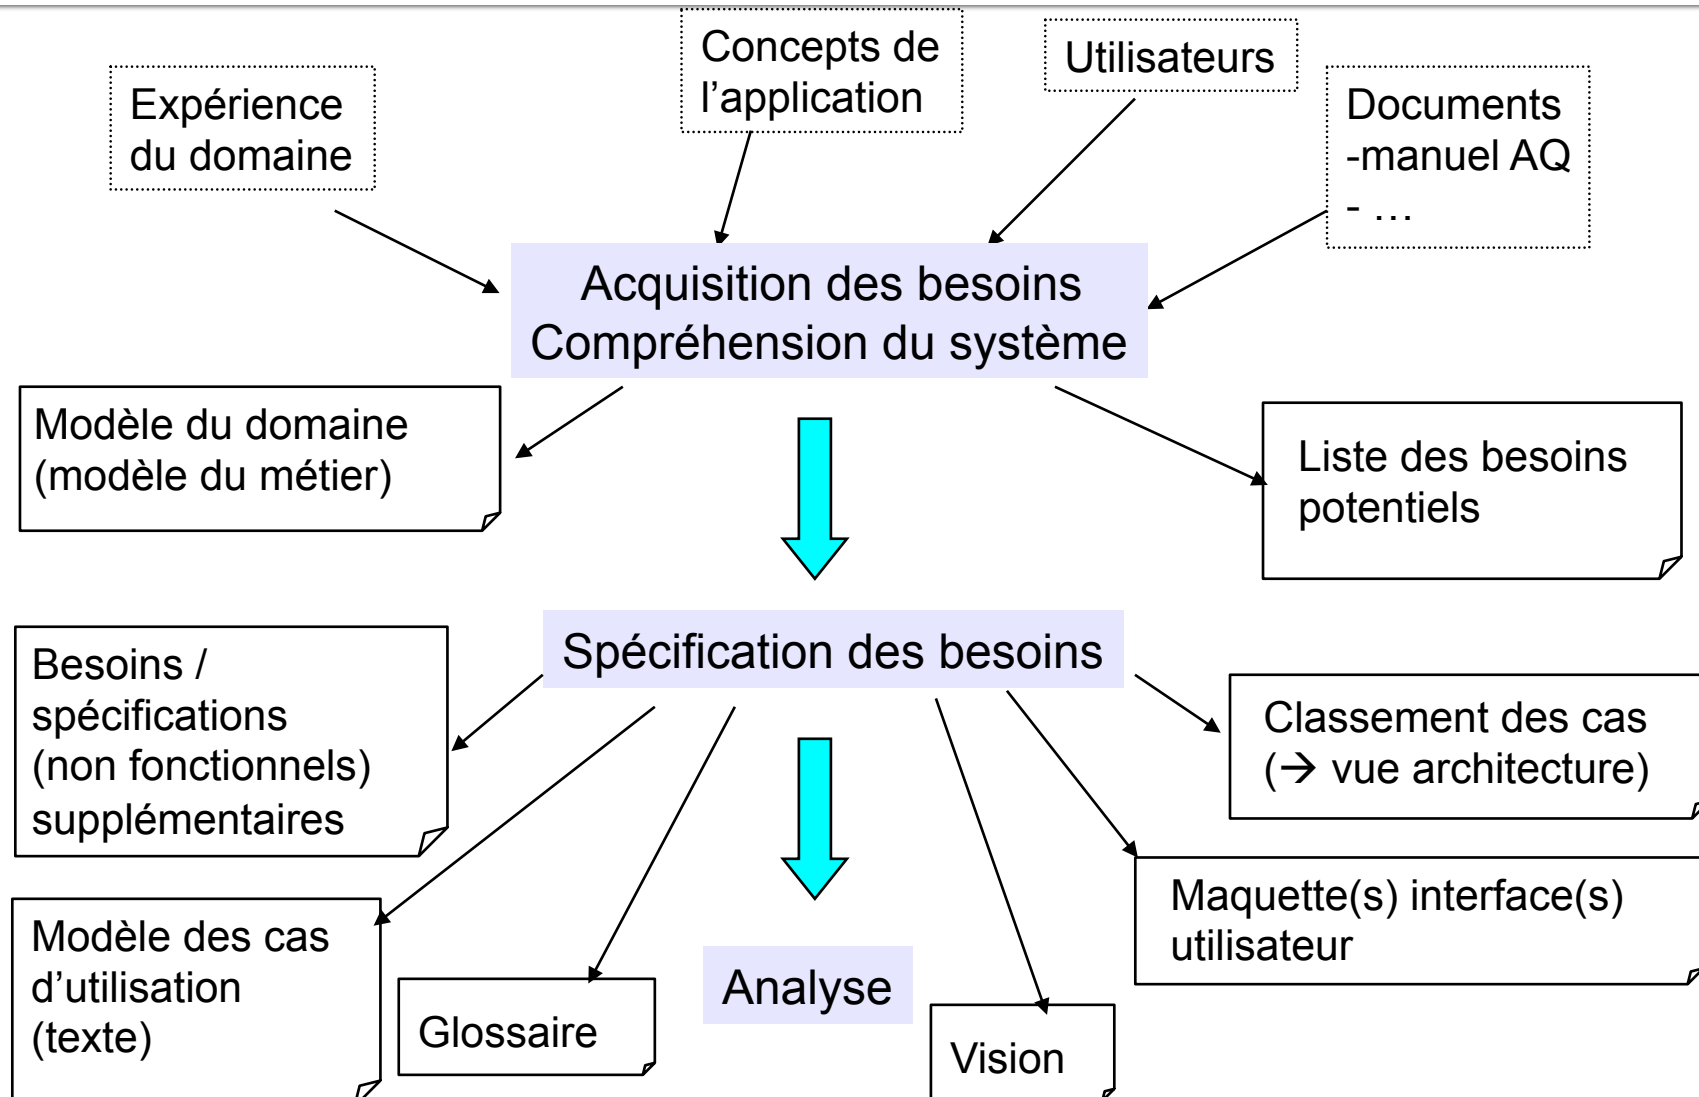 Concepts de
l’application
Utilisateurs
Expérience
du domaine
Documents
-manuel AQ
- …
Acquisition des besoins
Compréhension du système
Modèle du domaine
(modèle du métier)
Liste des besoins
potentiels
Spécification des besoins
Besoins /
spécifications
(non fonctionnels)
supplémentaires
Classement des cas
(→ vue architecture)
Maquette(s) interface(s)
utilisateur
Modèle des cas
d’utilisation
(texte)
Glossaire
Analyse
Vision